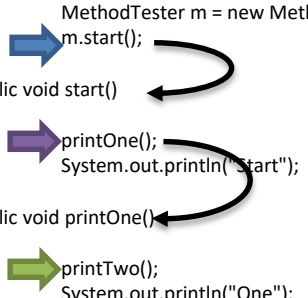 MethodTester m = new Meth
m.start();
lic void start()
printOne();
System.out.println("Start");
lic void printOne()
printTwo();
System.out.println("One");